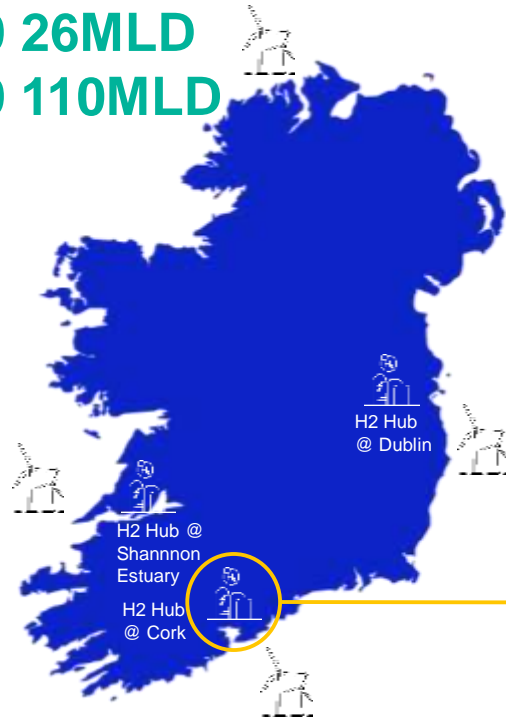 26MLD
110MLD
H2 Hub
@ Dublin
H2 Hub @
Shannnon
Estuary
H2 Hub
@ Cork